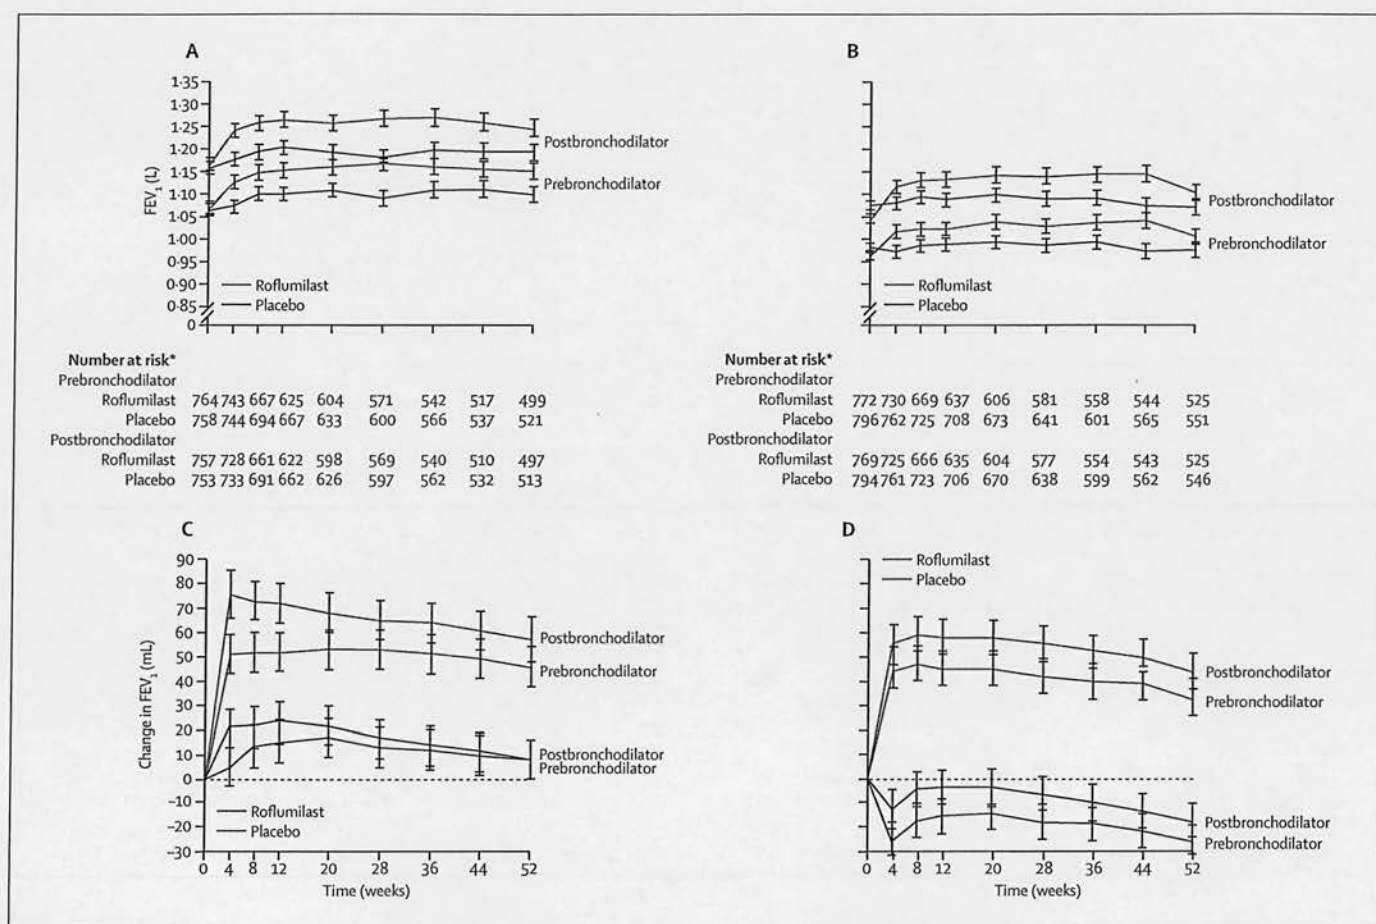 A
1·35
1·30
1·25
1·20
1·15
1·10
1·05
1·00
0·95
0·90
0·85
0
FEV₁ (L)
Postbronchodilator
Prebronchodilator
Roflumilast
Placebo
Number at risk*
Prebronchodilator
Roflumilast 764 743 667 625 604 571 542 517 499
Placebo 758 744 694 667 633 600 566 537 521
Postbronchodilator
Roflumilast 757 728 661 622 598 569 540 510 497
Placebo 753 733 691 662 626 597 562 532 513
B
Postbronchodilator
Prebronchodilator
Roflumilast
Placebo
Number at risk*
Prebronchodilator
Roflumilast 772 730 669 637 606 581 558 544 525
Placebo 796 762 725 708 673 641 601 565 551
Postbronchodilator
Roflumilast 769 725 666 635 604 577 554 543 525
Placebo 794 761 723 706 670 638 599 562 546
C
90
80
70
60
50
40
30
20
10
0
–10
–20
–30
Change in FEV₁ (mL)
Postbronchodilator
Prebronchodilator
Postbronchodilator
Prebronchodilator
Roflumilast
Placebo
0 4 8 12 20 28 36 44 52
Time (weeks)
D
Roflumilast
Placebo
Postbronchodilator
Prebronchodilator
Postbronchodilator
Prebronchodilator
0 4 8 12 20 28 36 44 52
Time (weeks)